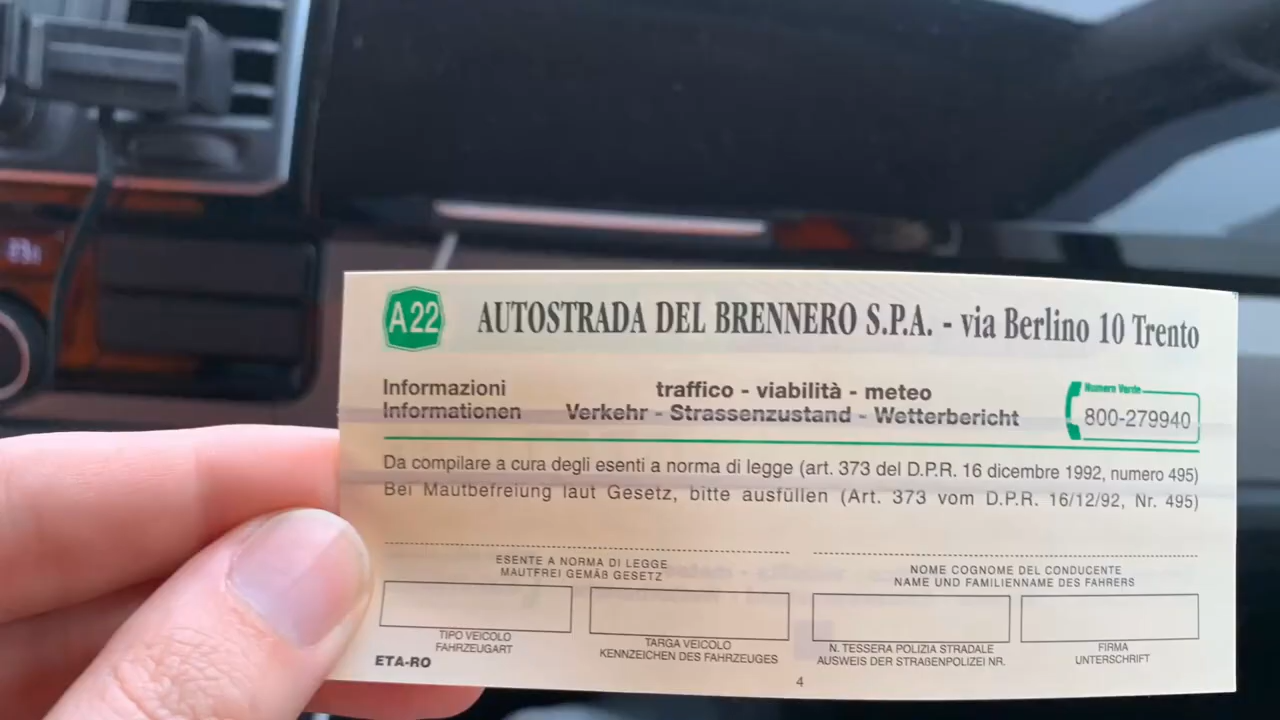 A22 AUTOSTRADA DEL BRENNERO S.P.A. - via Berlino 10 Trento
Informazioni traffico - viabilità - meteo
Informationen Verkehr - Strassenzustand - Wetterbericht
Numero Verde
800-279940
Da compilare a cura degli esenti a norma di legge (art. 373 del D.P.R. 16 dicembre 1992, numero 495)
Bei Mautbefreiung laut Gesetz, bitte ausfüllen (Art. 373 vom D.P.R. 16/12/92, Nr. 495)
ESENTE A NORMA DI LEGGE
MAUTFREI GEMÄß GESETZ
NOME COGNOME DEL CONDUCENTE
NAME UND FAMILIENNAME DES FAHRERS
TIPO VEICOLO
FAHRZEUGART
TARGA VEICOLO
KENNZEICHEN DES FAHRZEUGES
N. TESSERA POLIZIA STRADALE
AUSWEIS DER STRAßENPOLIZEI NR.
FIRMA
UNTERSCHRIFT
ETA-RO
4